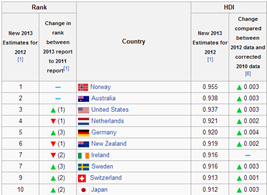 Rank
HDI
New 2013
Estimates for
2012
[1]
Change in
rank
between
2013 report
to 2011
report[1]
Country
New 2013
Estimates for
2012
[1]
Change
compared
between
2012 data and
corrected
2010 data
1 — Norway 0.955 ▲ 0.003
2 — Australia 0.938 ▲ 0.003
3 ▲ (1) United States 0.937 ▲ 0.003
4 ▼ (1) Netherlands 0.921 ▲ 0.002
5 ▲ (3) Germany 0.920 ▲ 0.004
6 ▼ (1) New Zealand 0.919 ▲ 0.002
7 ▼ (2) Ireland 0.916 —
7 ▲ (3) Sweden 0.916 ▲ 0.003
9 ▲ (2) Switzerland 0.913 ▲ 0.001
10 ▲ (2) Japan 0.912 ▲ 0.003